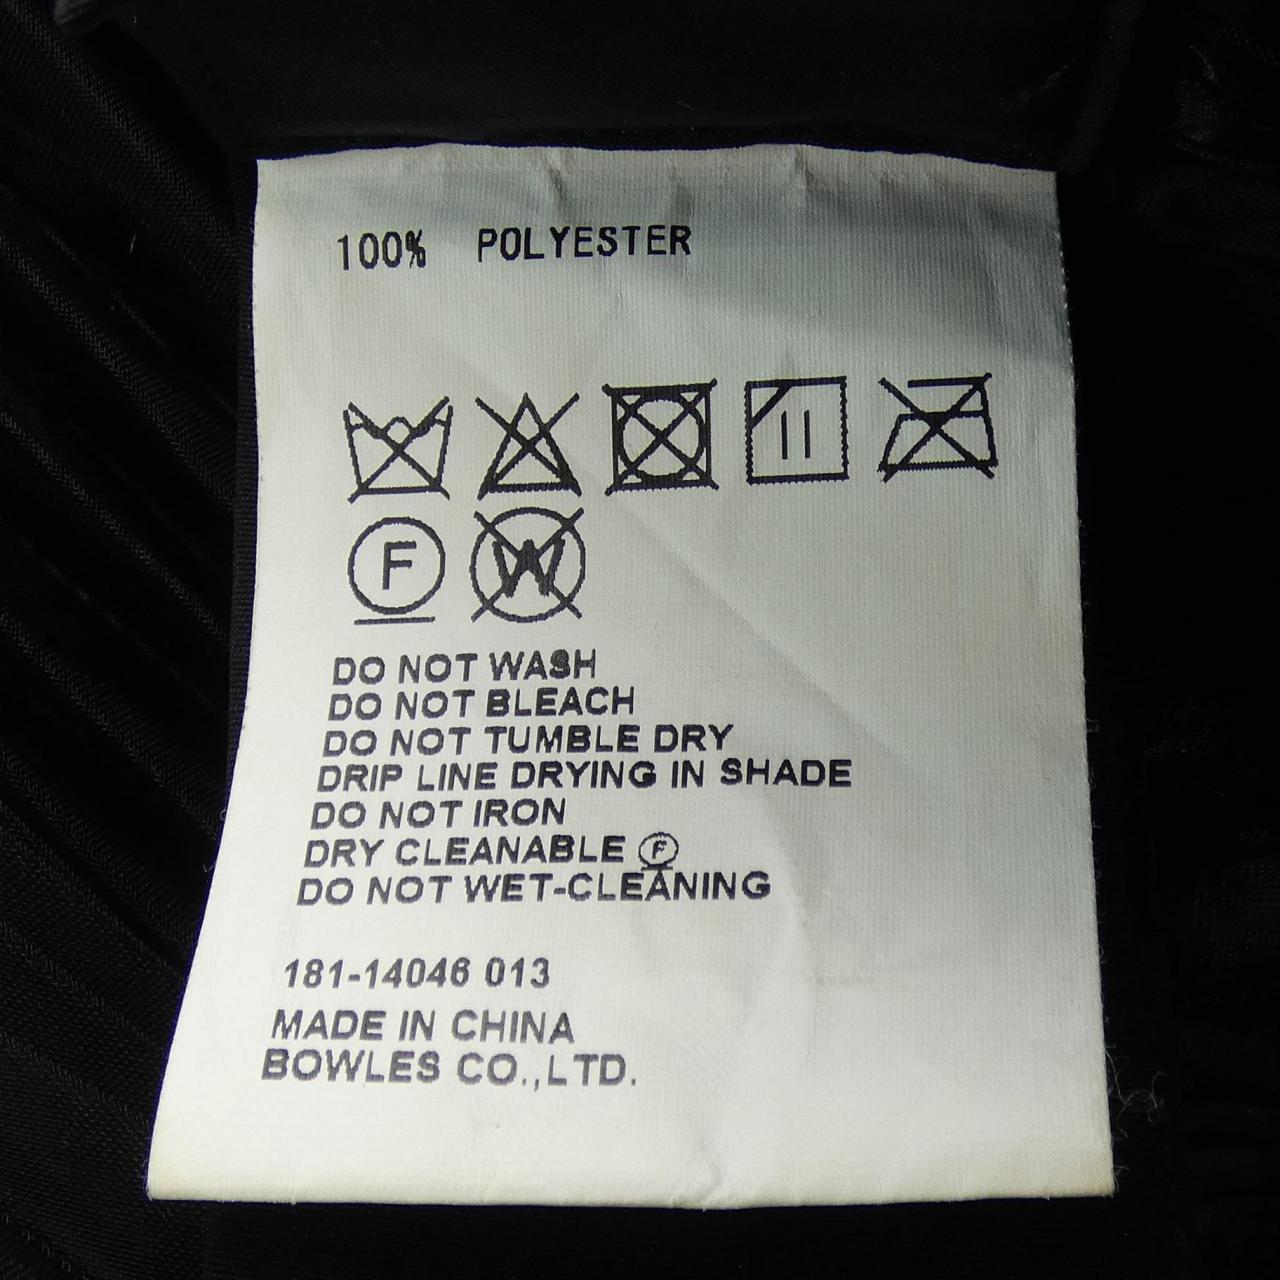 100% POLYESTER
F W
DO NOT WASH
DO NOT BLEACH
DO NOT TUMBLE DRY
DRIP LINE DRYING IN SHADE
DO NOT IRON
DRY CLEANABLE Ⓕ
DO NOT WET-CLEANING
181-14046 013
MADE IN CHINA
BOWLES CO.,LTD.